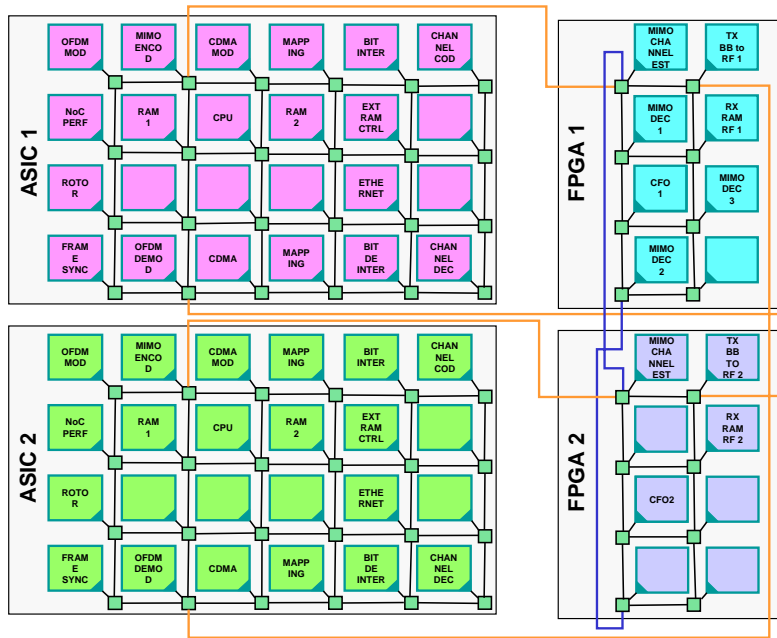 ASIC 1
OFDM
MOD
MIMO
ENCO
D
CDMA
MOD
MAPP
ING
BIT
INTER
CHAN
NEL
COD
NoC
PERF
RAM
1
CPU
RAM
2
EXT
RAM
CTRL
ROTO
R
ETHE
RNET
FRAM
E
SYNC
OFDM
DEMO
D
CDMA
MAPP
ING
BIT
DE
INTER
CHAN
NEL
DEC
FPGA 1
MIMO
CHA
NNEL
EST
TX
BB to
RF 1
MIMO
DEC
1
RX
RAM
RF 1
CFO
1
MIMO
DEC
3
MIMO
DEC
2
ASIC 2
OFDM
MOD
MIMO
ENCO
D
CDMA
MOD
MAPP
ING
BIT
INTER
CHAN
NEL
COD
NoC
PERF
RAM
1
CPU
RAM
2
EXT
RAM
CTRL
ROTO
R
ETHE
RNET
FRAM
E
SYNC
OFDM
DEMO
D
CDMA
MAPP
ING
BIT
DE
INTER
CHAN
NEL
DEC
FPGA 2
MIMO
CHA
NNEL
EST
TX
BB
TO
RF 2
RX
RAM
RF 2
CFO2